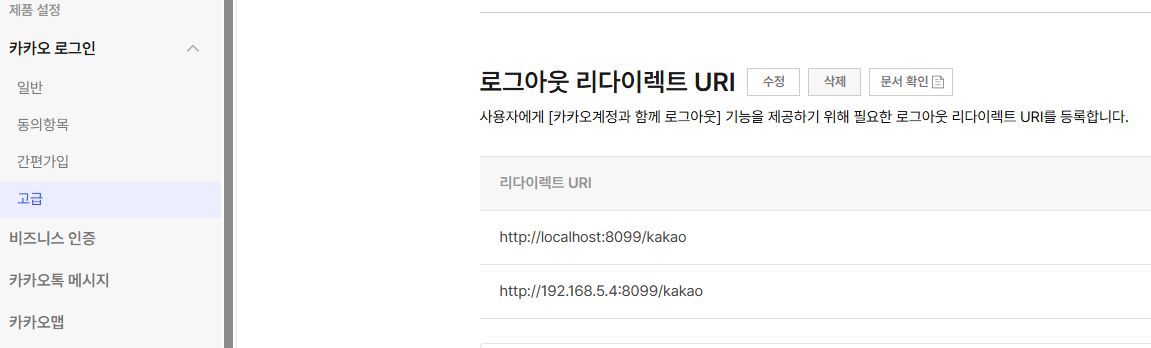 제품 설정
카카오 로그인
일반
동의항목
간편가입
고급
비즈니스 인증
카카오톡 메시지
카카오맵
로그아웃 리다이렉트 URI 수정 삭제 문서 확인
사용자에게 [카카오계정과 함께 로그아웃] 기능을 제공하기 위해 필요한 로그아웃 리다이렉트 URI를 등록합니다.
리다이렉트 URI
http://localhost:8099/kakao
http://192.168.5.4:8099/kakao